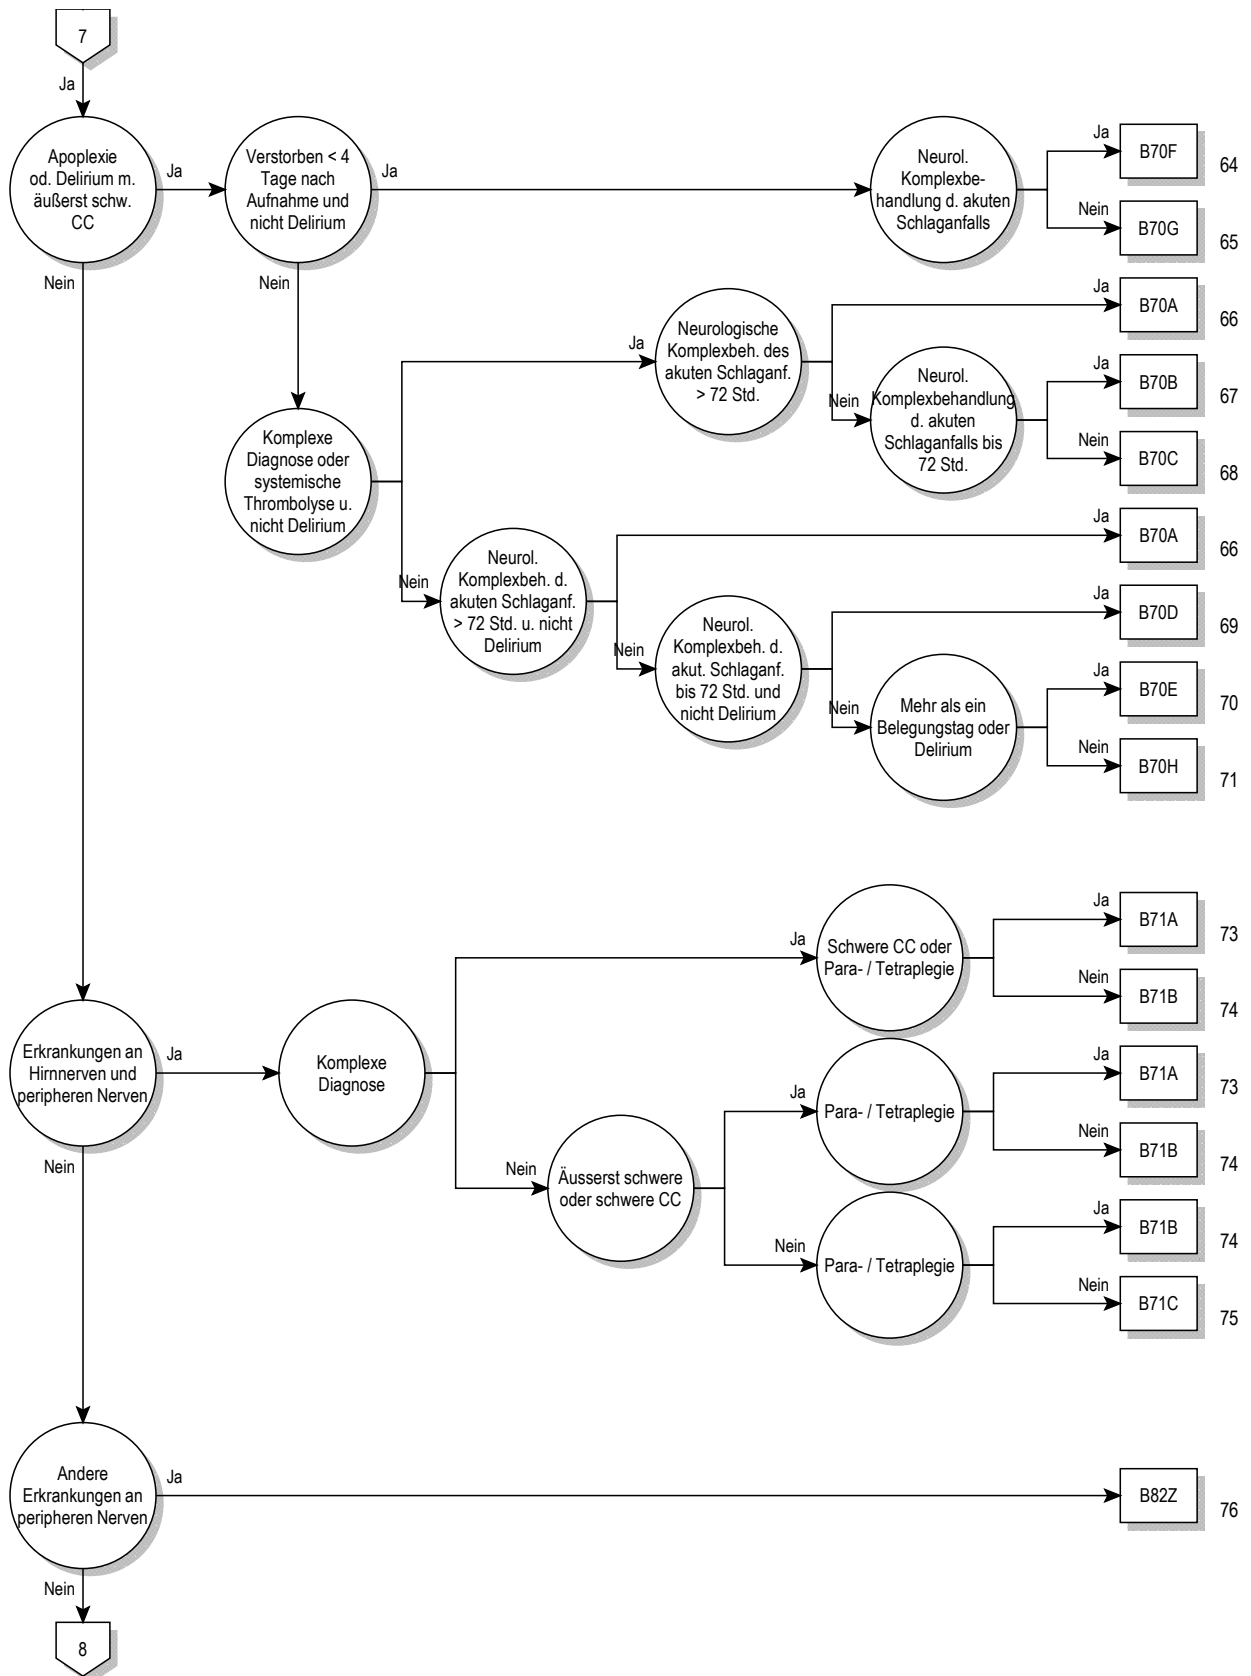 7
Ja
Apoplexie
od. Delirium m.
äußerst schw.
CC
Ja
Verstorben < 4
Tage nach
Aufnahme und
nicht Delirium
Ja
Neurol.
Komplexbe-
handlung d. akuten
Schlaganfalls
Ja
B70F
64
Nein
B70G
65
Nein
Nein
Komplexe
Diagnose oder
systemische
Thrombolyse u.
nicht Delirium
Ja
Neurologische
Komplexbeh. des
akuten Schlaganf.
> 72 Std.
Ja
B70A
66
Nein
Neurol.
Komplexbehandlung
d. akuten
Schlaganfalls bis
72 Std.
Ja
B70B
67
Nein
B70C
68
Nein
Neurol.
Komplexbeh. d.
akuten Schlaganf.
> 72 Std. u. nicht
Delirium
Ja
B70A
66
Nein
Neurol.
Komplexbeh. d.
akut. Schlaganf.
bis 72 Std. und
nicht Delirium
Ja
B70D
69
Nein
Mehr als ein
Belegungstag oder
Delirium
Ja
B70E
70
Nein
B70H
71
Erkrankungen an
Hirnnerven und
peripheren Nerven
Ja
Komplexe
Diagnose
Ja
Schwere CC oder
Para- / Tetraplegie
Ja
B71A
73
Nein
B71B
74
Nein
Äusserst schwere
oder schwere CC
Ja
Para- / Tetraplegie
Ja
B71A
73
Nein
B71B
74
Nein
Para- / Tetraplegie
Ja
B71B
74
Nein
B71C
75
Nein
Andere
Erkrankungen an
peripheren Nerven
Ja
B82Z
76
Nein
8